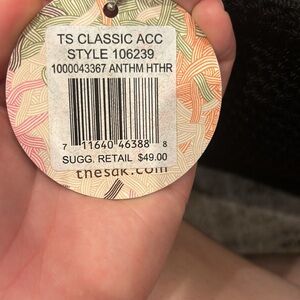 TS CLASSIC ACC
STYLE 106239
1000043367 ANTHM HTHR
7 11640 46388 8
SUGG. RETAIL $49.00
thesak.com